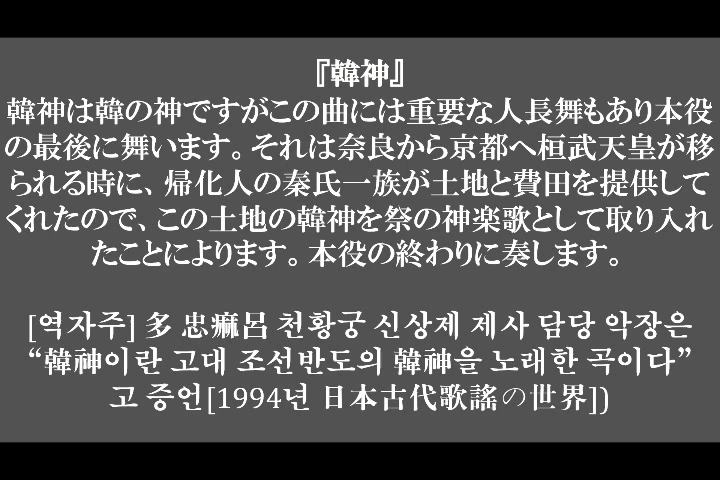 『韓神』
韓神は韓の神ですがこの曲には重要な人長舞もあり本役
の最後に舞います。それは奈良から京都へ桓武天皇が移
られる時に、帰化人の秦氏一族が土地と費田を提供して
くれたので、この土地の韓神を祭の神楽歌として取り入れ
たことによります。本役の終わりに奏します。
[역자주] 多 忠痲呂 천황궁 신상제 제사 담당 악장은
“韓神이란 고대 조선반도의 韓神을 노래한 곡이다”
고 증언[1994년 日本古代歌謠の世界])